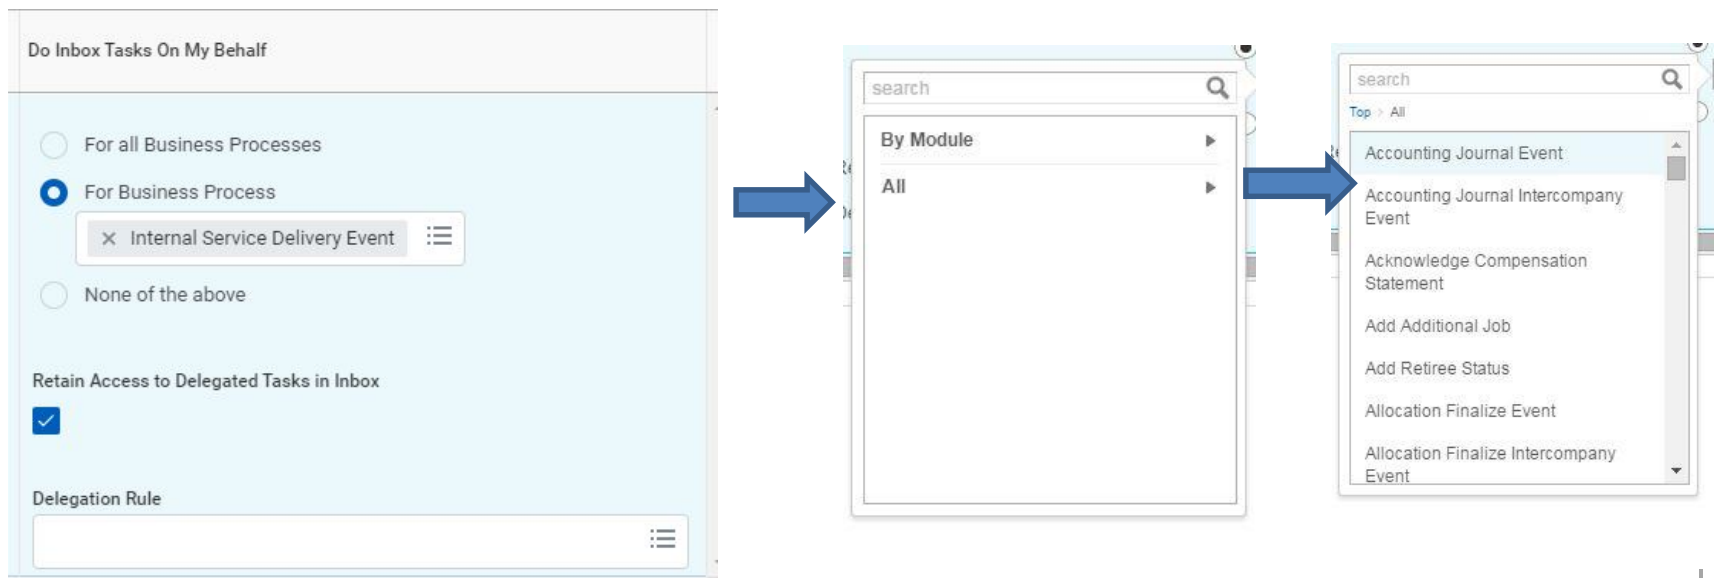 Do Inbox Tasks On My Behalf
For all Business Processes
For Business Process
× Internal Service Delivery Event
None of the above
Retain Access to Delegated Tasks in Inbox
Delegation Rule
search
By Module
All
search
Top > All
Accounting Journal Event
Accounting Journal Intercompany
Event
Acknowledge Compensation
Statement
Add Additional Job
Add Retiree Status
Allocation Finalize Event
Allocation Finalize Intercompany
Event